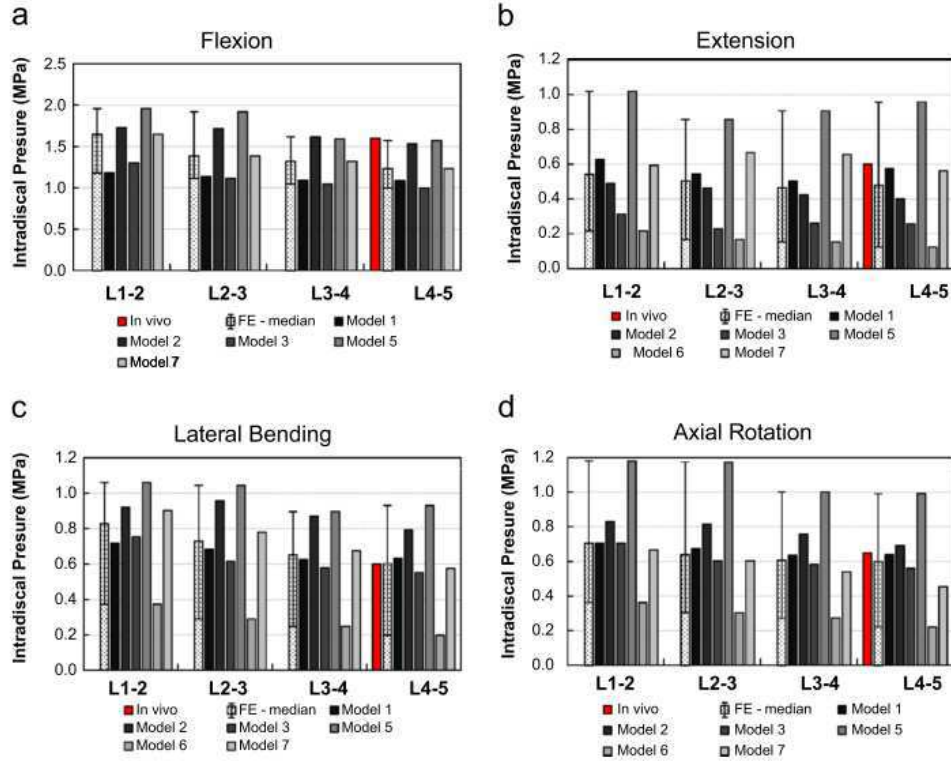 a
Flexion
Intradiscal Presure (MPa)
2.5
2.0
1.5
1.0
0.5
0.0
L1-2 L2-3 L3-4 L4-5
In vivo FE - median Model 1
Model 2 Model 3 Model 5
Model 7
b
Extension
Intradiscal Presure (MPa)
1.2
1.0
0.8
0.6
0.4
0.2
0.0
L1-2 L2-3 L3-4 L4-5
In vivo FE - median Model 1
Model 2 Model 3 Model 5
Model 6 Model 7
c
Lateral Bending
Intradiscal Presure (MPa)
1.2
1.0
0.8
0.6
0.4
0.2
0.0
L1-2 L2-3 L3-4 L4-5
In vivo FE - median Model 1
Model 2 Model 3 Model 5
Model 6 Model 7
d
Axial Rotation
Intradiscal Presure (MPa)
1.2
1.0
0.8
0.6
0.4
0.2
0.0
L1-2 L2-3 L3-4 L4-5
In vivo FE - median Model 1
Model 2 Model 3 Model 5
Model 6 Model 7